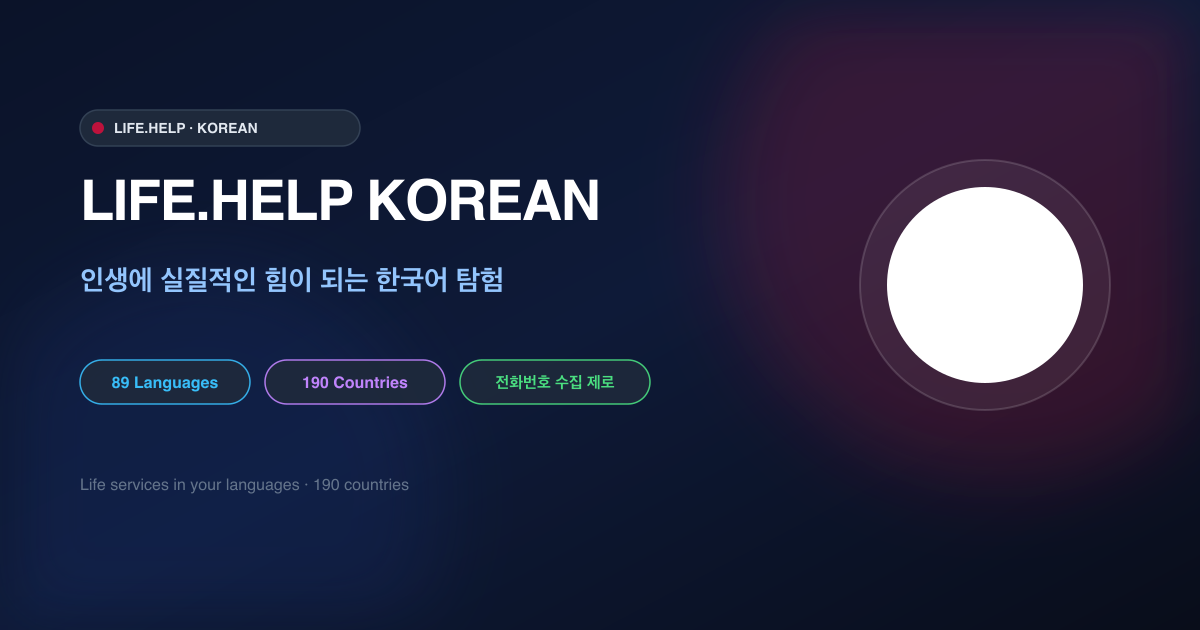 LIFE.HELP · KOREAN
LIFE.HELP KOREAN
인생에 실질적인 힘이 되는 한국어 탐험
89 Languages
190 Countries
전화번호 수집 제로
Life services in your languages · 190 countries